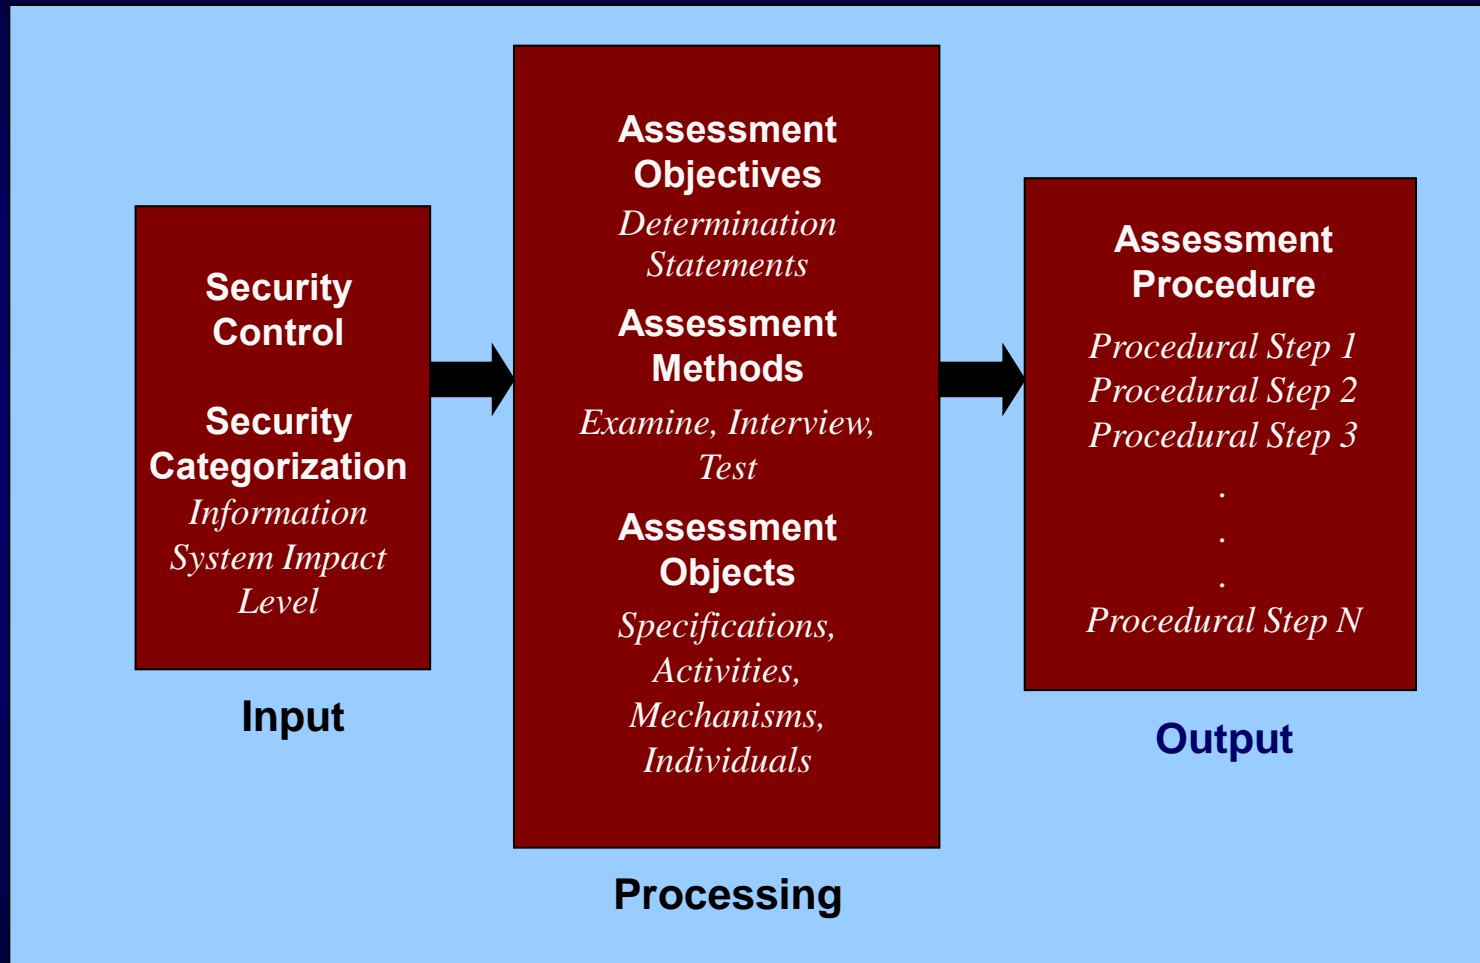 Security
Control
Security
Categorization
Information
System Impact
Level
Input
Assessment
Objectives
Determination
Statements
Assessment
Methods
Examine, Interview,
Test
Assessment
Objects
Specifications,
Activities,
Mechanisms,
Individuals
Processing
Assessment
Procedure
Procedural Step 1
Procedural Step 2
Procedural Step 3
.
.
.
Procedural Step N
Output